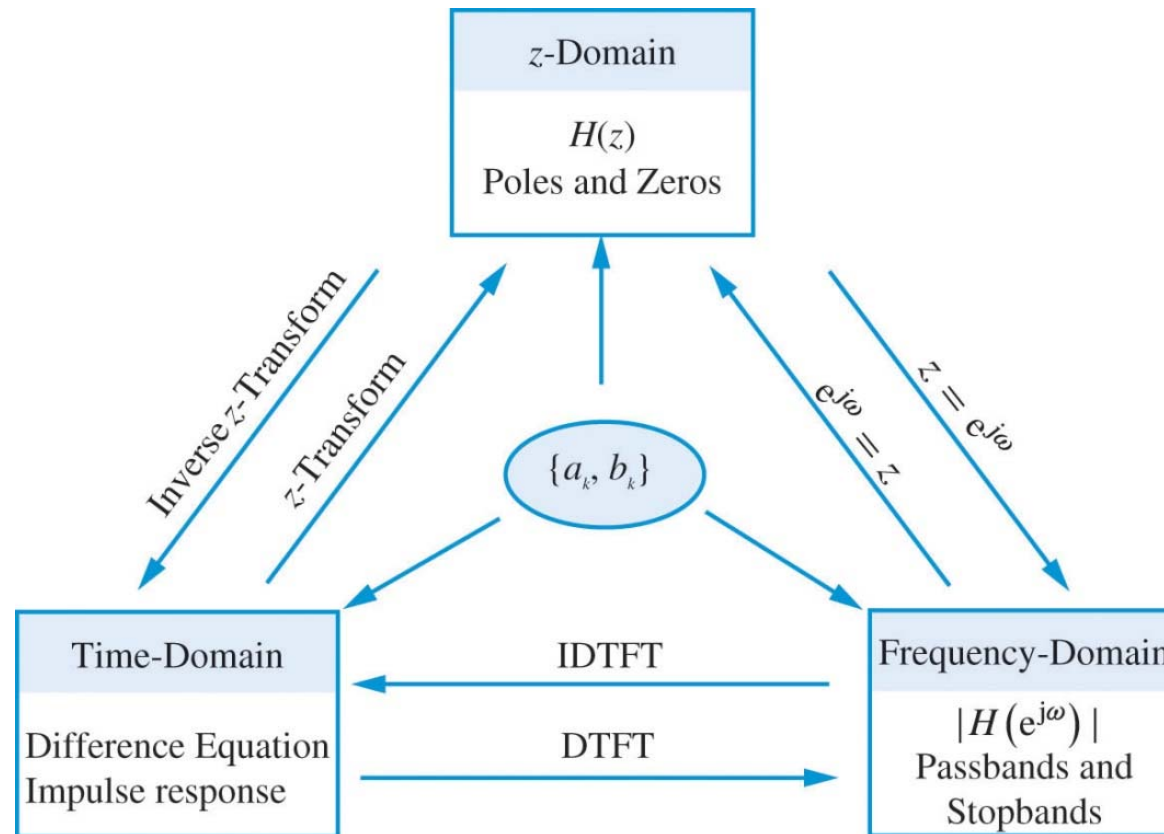 z-Domain
H(z)
Poles and Zeros
Inverse z-Transform
z-Transform
e^{jω} = z
z = e^{jω}
{a_k, b_k}
Time-Domain
Difference Equation
Impulse response
IDTFT
DTFT
Frequency-Domain
|H(e^{jω})|
Passbands and
Stopbands